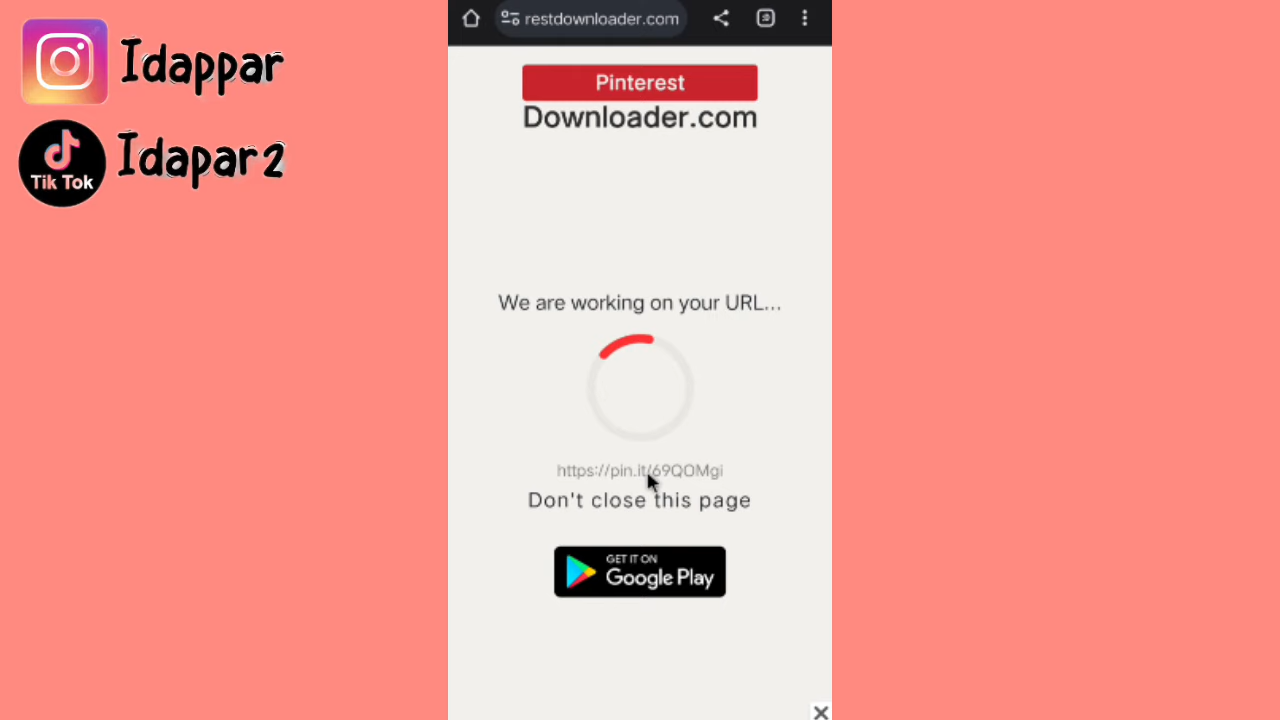 Idappar
Tik Tok
Idapar2
restdownloader.com
Pinterest
Downloader.com
We are working on your URL...
https://pin.it/69QOMgi
Don't close this page
GET IT ON
Google Play